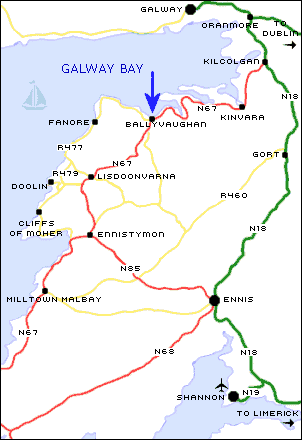 GALWAY
ORANMORE
TO
DUBLIN
KILCOLGAN
GALWAY BAY
N67
KINVARA
N18
FANORE
BALLYVAUGHAN
R477
N67
GORT
R479
LISDOONVARNA
DOOLIN
R460
CLIFFS
OF MOHER
ENNISTYMON
N18
N85
MILLTOWN MALBAY
ENNIS
N67
N68
N18
SHANNON
N19
TO LIMERICK